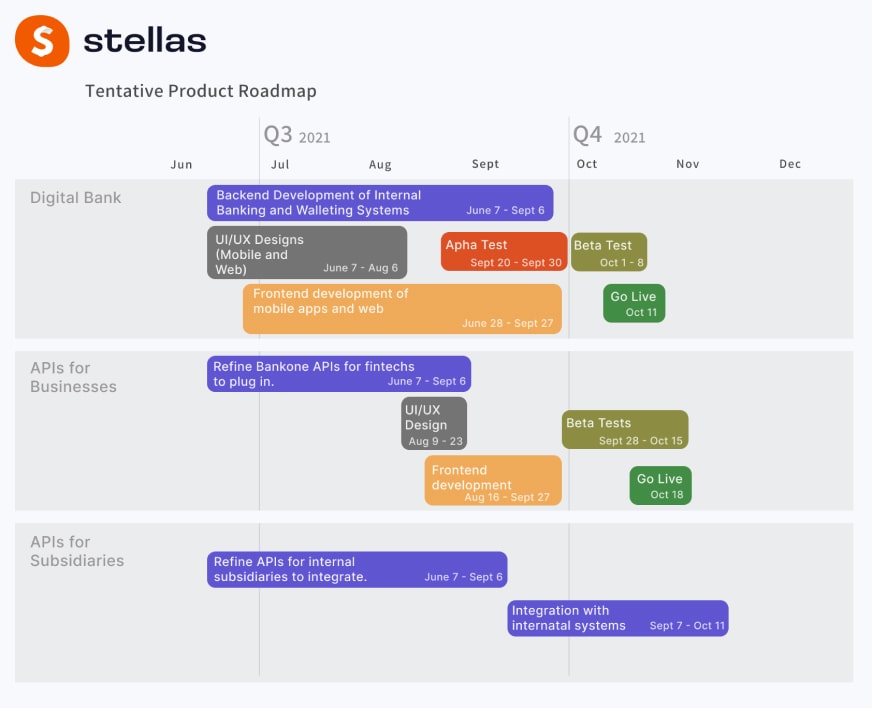 stellas
Tentative Product Roadmap
Q3 2021
Q4 2021
Jun
Jul
Aug
Sept
Oct
Nov
Dec
Digital Bank
Backend Development of Internal
Banking and Walleting Systems
June 7 - Sept 6
UI/UX Designs
(Mobile and
Web)
June 7 - Aug 6
Apha Test
Sept 20 - Sept 30
Beta Test
Oct 1 - 8
Frontend development of
mobile apps and web
June 28 - Sept 27
Go Live
Oct 11
APIs for
Businesses
Refine Bankone APIs for fintechs
to plug in.
June 7 - Sept 6
UI/UX
Design
Aug 9 - 23
Beta Tests
Sept 28 - Oct 15
Frontend
development
Aug 16 - Sept 27
Go Live
Oct 18
APIs for
Subsidiaries
Refine APIs for internal
subsidiaries to integrate.
June 7 - Sept 6
Integration with
internatal systems
Sept 7 - Oct 11